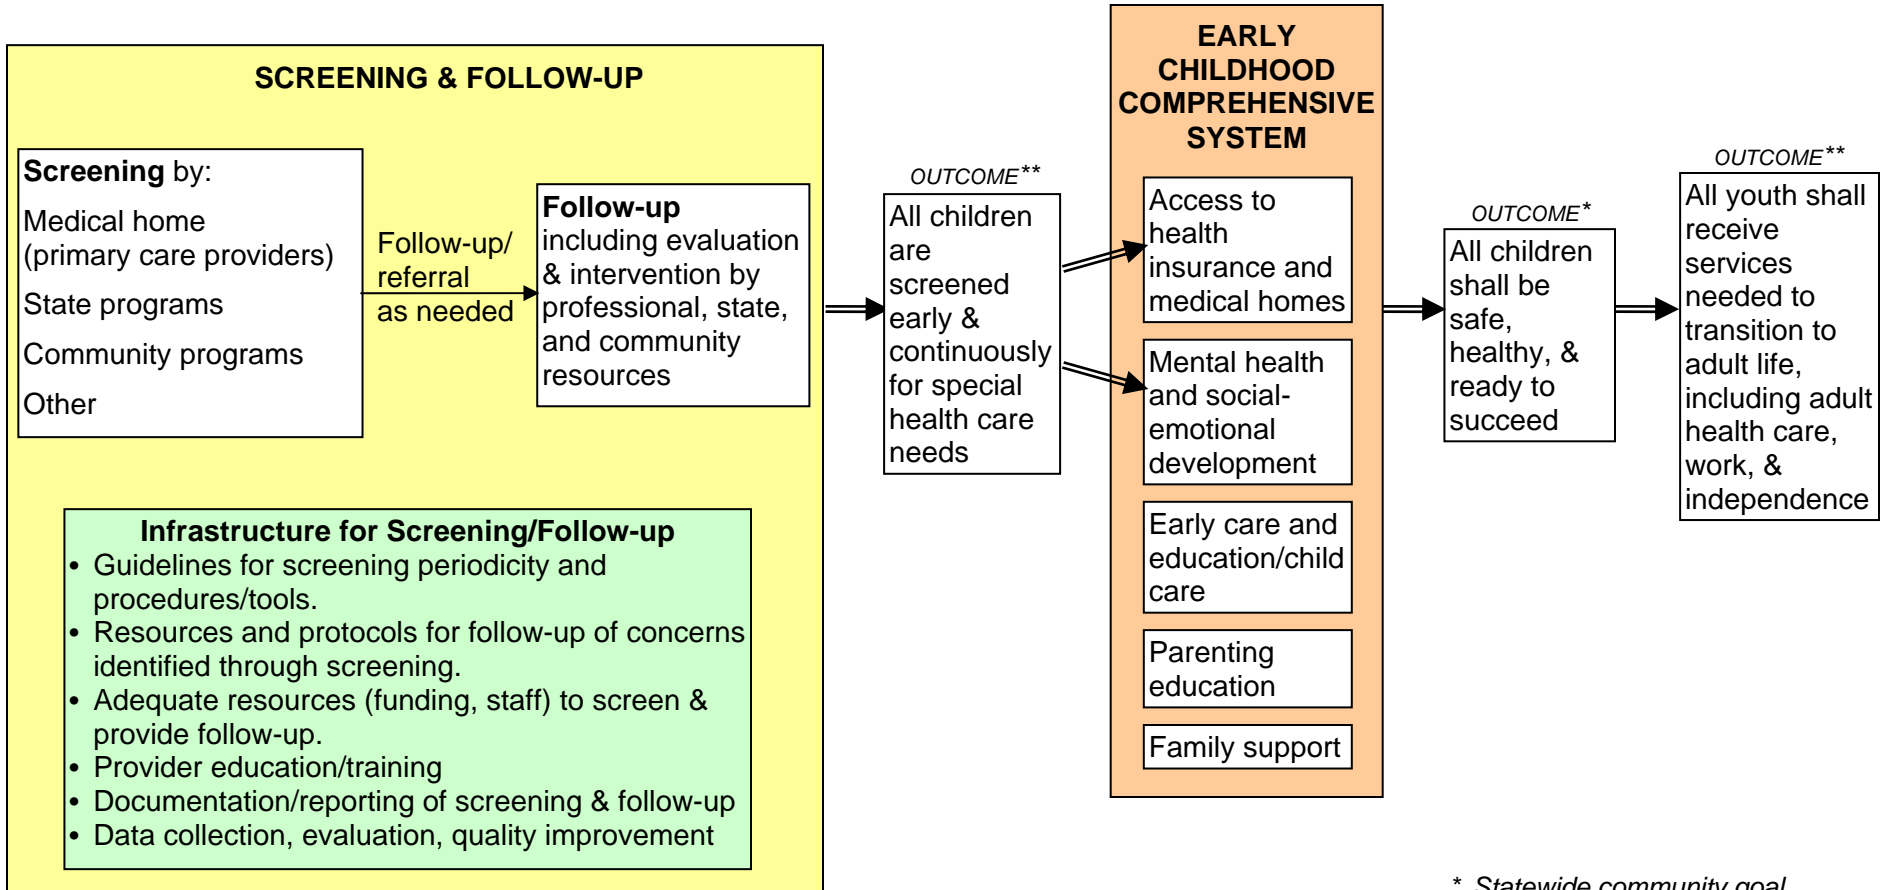 SCREENING & FOLLOW-UP
Screening by:
Medical home
(primary care providers)
State programs
Community programs
Other
Follow-up/
referral
as needed
Follow-up
including evaluation
& intervention by
professional, state,
and community
resources
Infrastructure for Screening/Follow-up
• Guidelines for screening periodicity and
procedures/tools.
• Resources and protocols for follow-up of concerns
identified through screening.
• Adequate resources (funding, staff) to screen &
provide follow-up.
• Provider education/training
• Documentation/reporting of screening & follow-up
• Data collection, evaluation, quality improvement
OUTCOME**
All children
are
screened
early &
continuously
for special
health care
needs
EARLY
CHILDHOOD
COMPREHENSIVE
SYSTEM
Access to
health
insurance and
medical homes
Mental health
and social-
emotional
development
Early care and
education/child
care
Parenting
education
Family support
OUTCOME*
All children
shall be
safe,
healthy, &
ready to
succeed
OUTCOME**
All youth shall
receive
services
needed to
transition to
adult life,
including adult
health care,
work, &
independence
* Statewide community goal